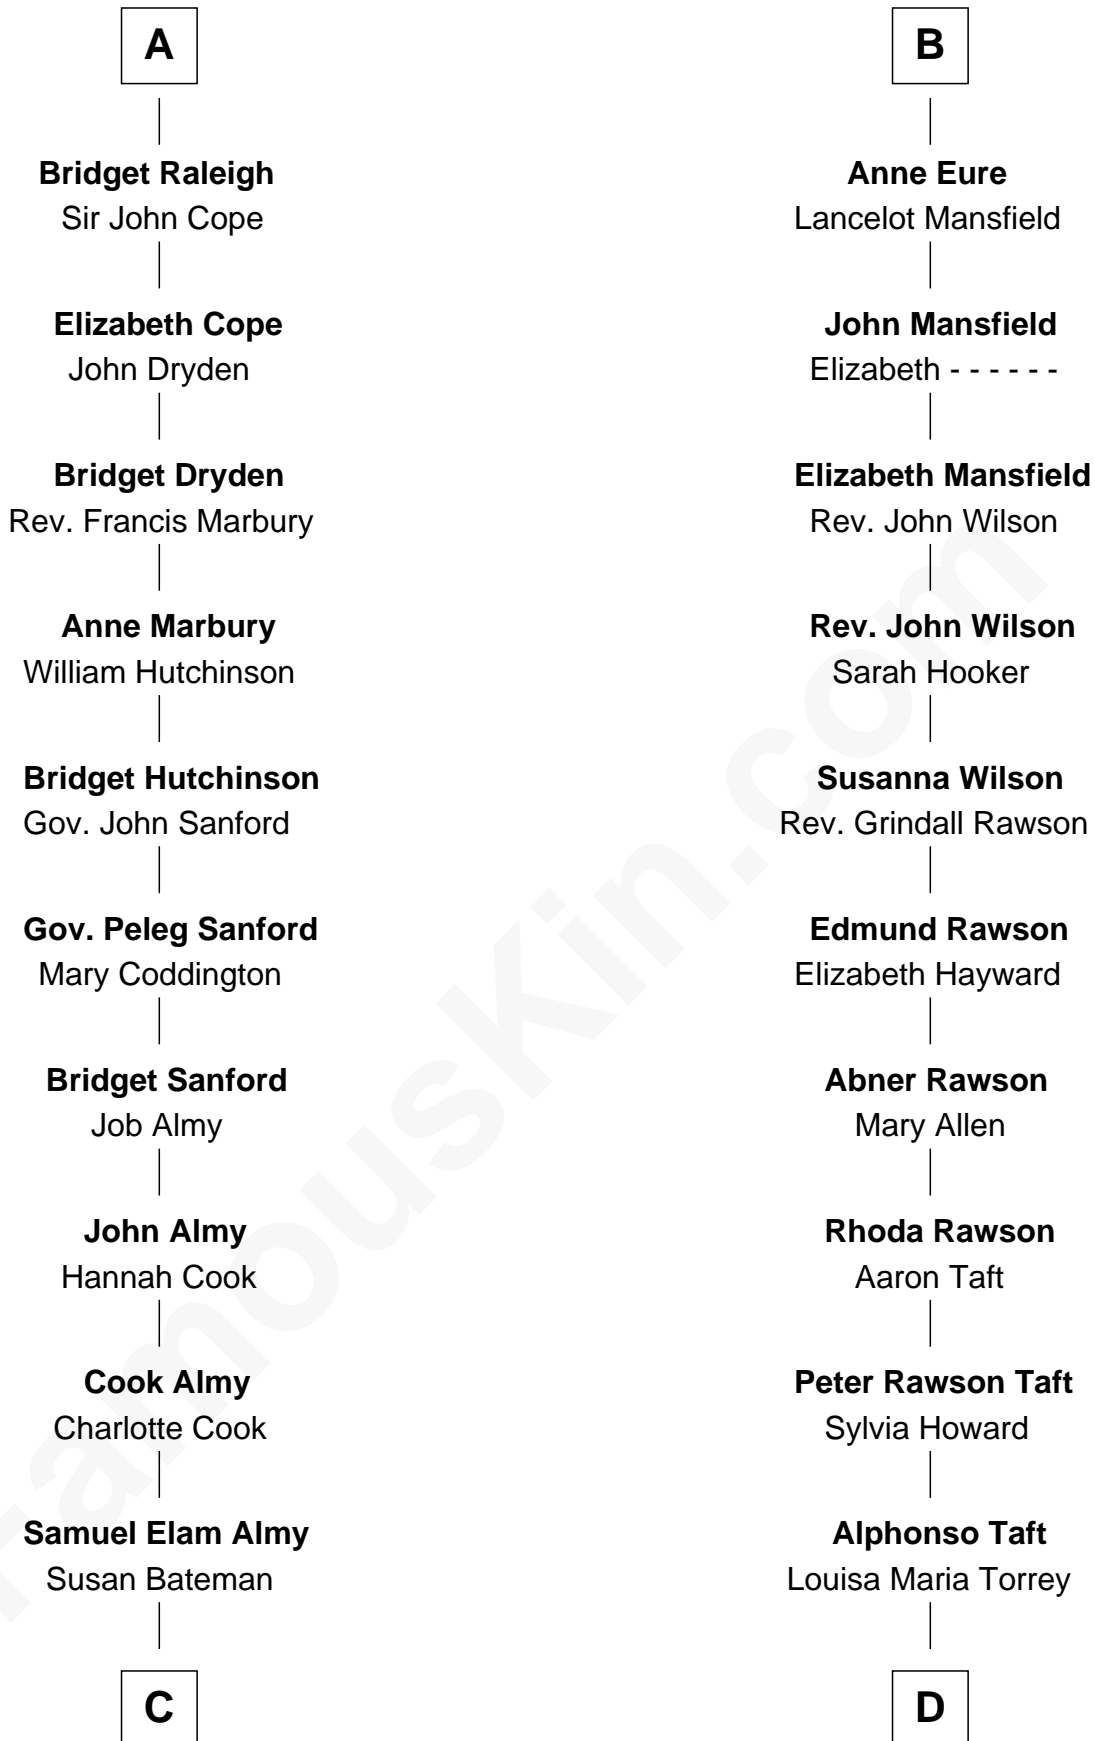 A
Bridget Raleigh
Sir John Cope
Elizabeth Cope
John Dryden
Bridget Dryden
Rev. Francis Marbury
Anne Marbury
William Hutchinson
Bridget Hutchinson
Gov. John Sanford
Gov. Peleg Sanford
Mary Coddington
Bridget Sanford
Job Almy
John Almy
Hannah Cook
Cook Almy
Charlotte Cook
Samuel Elam Almy
Susan Bateman
C
B
Anne Eure
Lancelot Mansfield
John Mansfield
Elizabeth - - - - - -
Elizabeth Mansfield
Rev. John Wilson
Rev. John Wilson
Sarah Hooker
Susanna Wilson
Rev. Grindall Rawson
Edmund Rawson
Elizabeth Hayward
Abner Rawson
Mary Allen
Rhoda Rawson
Aaron Taft
Peter Rawson Taft
Sylvia Howard
Alphonso Taft
Louisa Maria Torrey
D
FamousKin.com